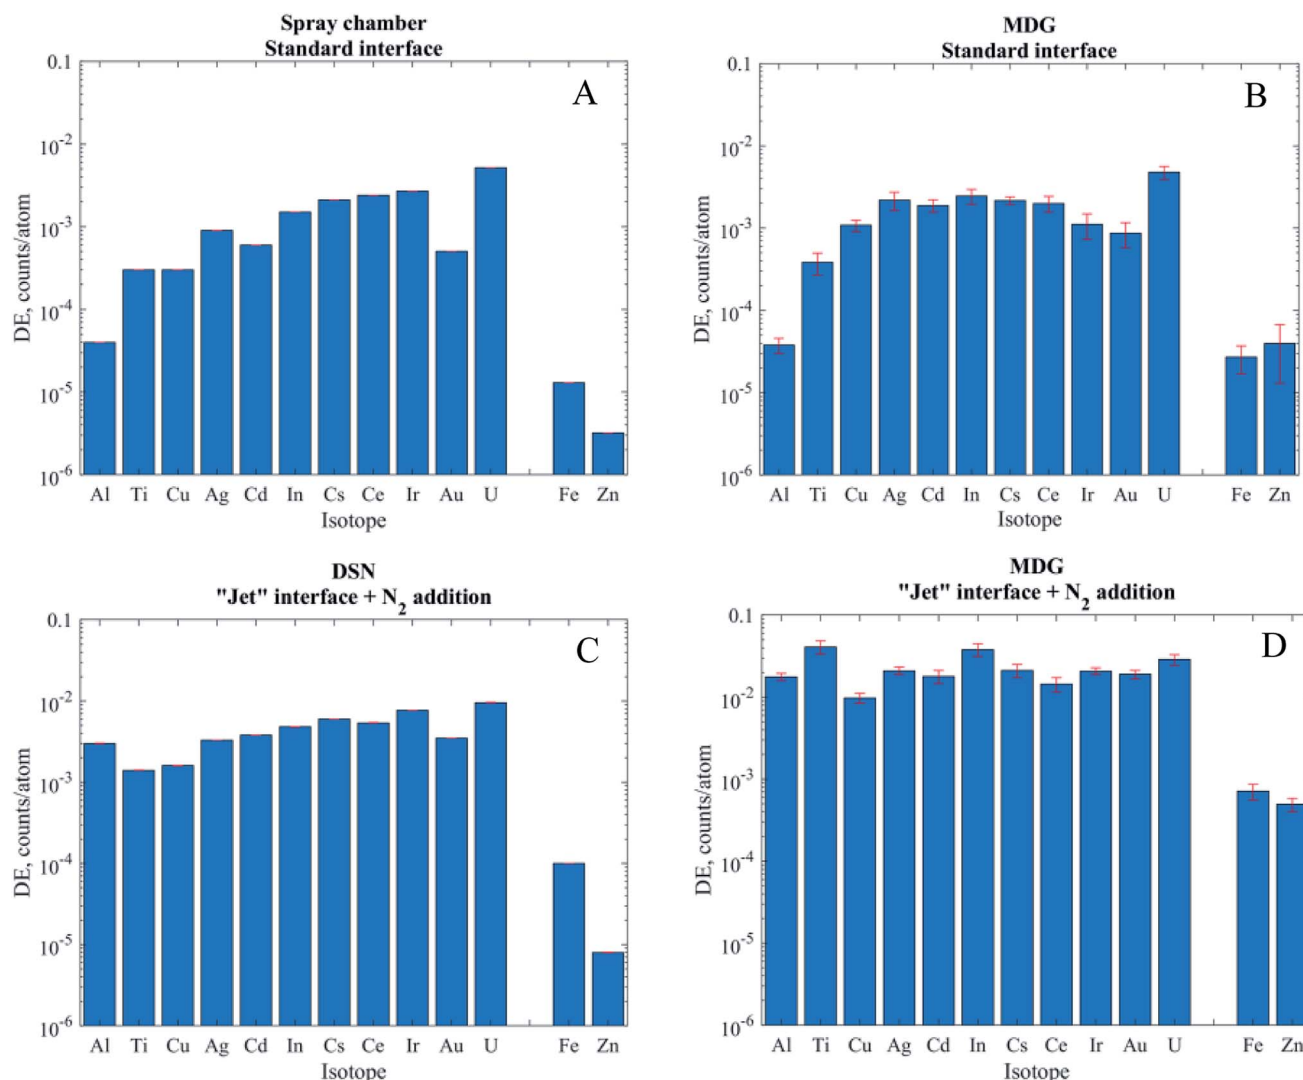 Spray chamber
Standard interface
A
0.1
10-2
10-3
10-4
10-5
10-6
DE, counts/atom
Al Ti Cu Ag Cd In Cs Ce Ir Au U Fe Zn
Isotope
MDG
Standard interface
B
0.1
10-2
10-3
10-4
10-5
10-6
DE, counts/atom
Al Ti Cu Ag Cd In Cs Ce Ir Au U Fe Zn
Isotope
DSN
"Jet" interface + N2 addition
C
0.1
10-2
10-3
10-4
10-5
10-6
DE, counts/atom
Al Ti Cu Ag Cd In Cs Ce Ir Au U Fe Zn
Isotope
MDG
"Jet" interface + N2 addition
D
0.1
10-2
10-3
10-4
10-5
10-6
DE, counts/atom
Al Ti Cu Ag Cd In Cs Ce Ir Au U Fe Zn
Isotope